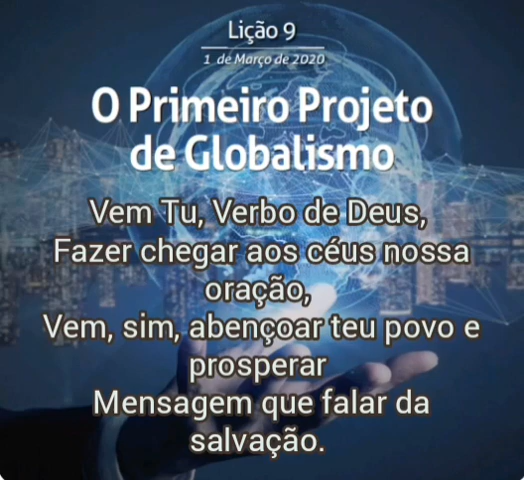 Lição 9
1 de Março de 2020
O Primeiro Projeto
de Globalismo
Vem Tu, Verbo de Deus,
Fazer chegar aos céus nossa
oração,
Vem, sim, abençoar teu povo e
prosperar
Mensagem que falar da
salvação.